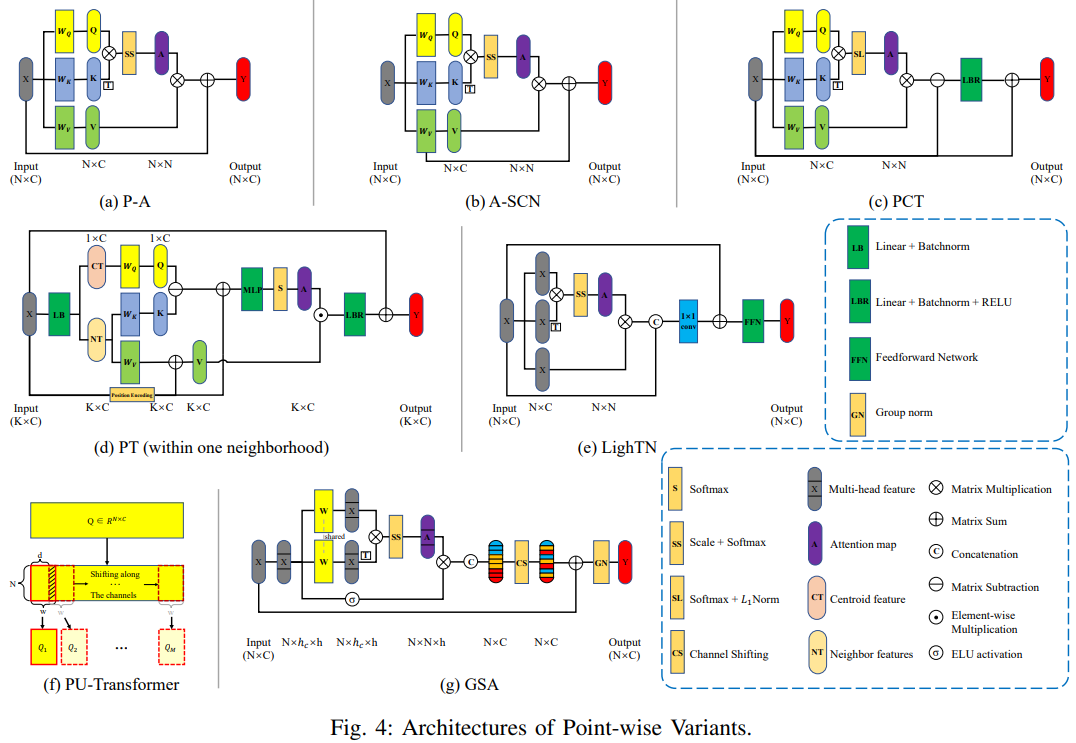 W_Q Q SS A
X W_K K T Y
W_V V
Input N×C N×N Output
(N×C) (N×C)
(a) P-A
W_Q Q SS A
X W_K K T Y
W_V V
Input N×C N×N Output
(N×C) (N×C)
(b) A-SCN
W_Q Q SL A
X W_K K T LBR Y
W_V V
Input N×C N×N Output
(N×C) (N×C)
(c) PCT
1×C 1×C
CT W_Q Q
X LB W_K K MLP S A LBR Y
NT W_V V
Position Encoding
Input K×C K×C K×C K×C Output
(K×C) (K×C)
(d) PT (within one neighborhood)
X SS A
X X T C 1×1 conv FFN Y
X
Input N×C N×N Output
(N×C) (N×C)
(e) LighTN
LB Linear + Batchnorm
LBR Linear + Batchnorm + RELU
FFN Feedforward Network
GN Group norm
Q ∈ R^{N×C}
d
N Shifting along
...
The channels
w w w
Q_1 Q_2 ... Q_M
(f) PU-Transformer
W X SS A
shared
X X W X T C CS GN Y
σ
Input N×h_c×h N×h_c×h N×N×h N×C N×C Output
(N×C) (N×C)
(g) GSA
S Softmax
SS Scale + Softmax
SL Softmax + L_1Norm
CS Channel Shifting
X Multi-head feature
A Attention map
CT Centroid feature
NT Neighbor features
Matrix Multiplication
Matrix Sum
C Concatenation
Matrix Subtraction
Element-wise
Multiplication
σ ELU activation
Fig. 4: Architectures of Point-wise Variants.